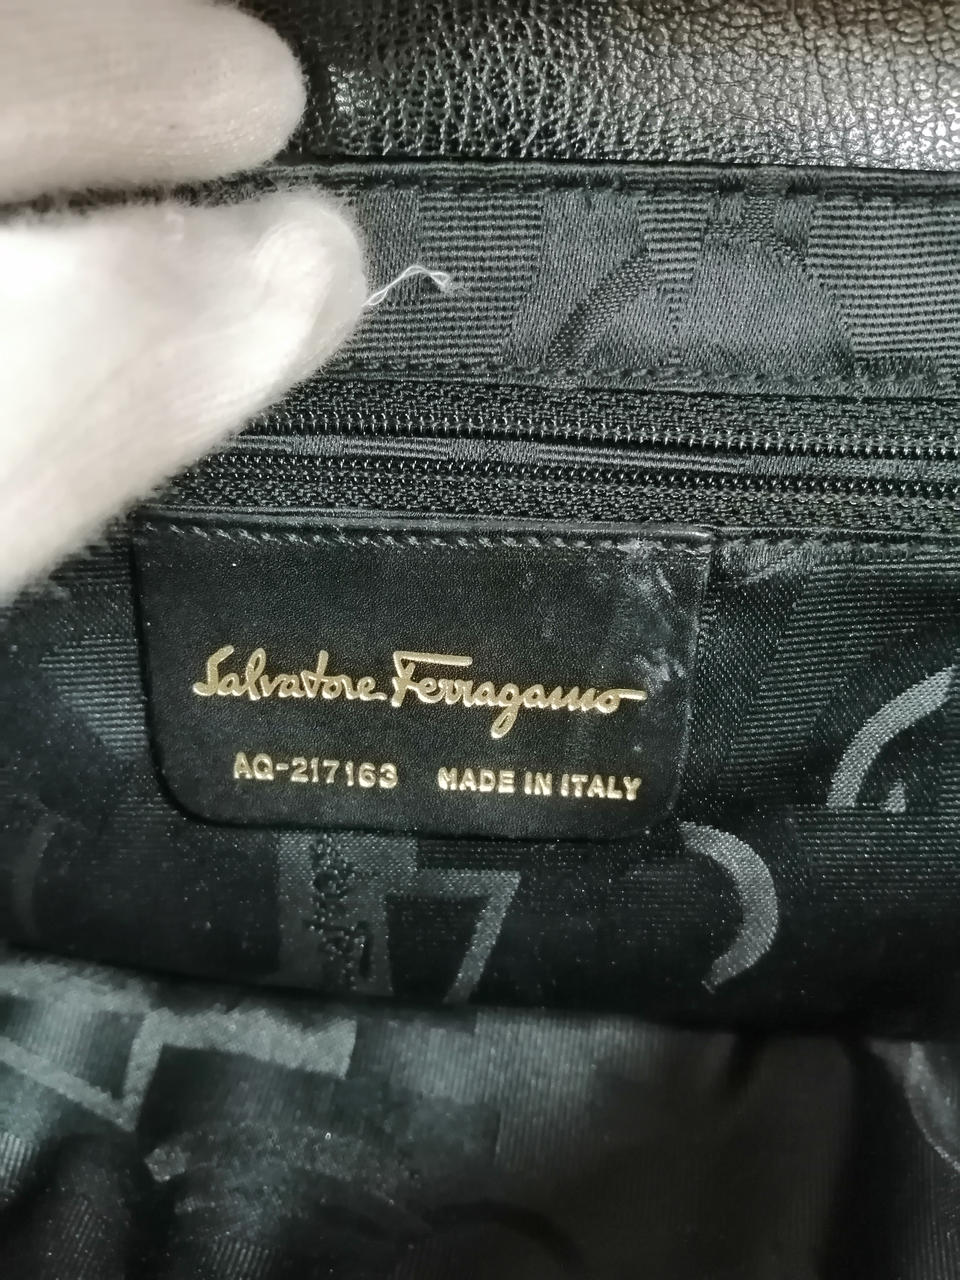 Salvatore Ferragamo
AQ-217163 MADE IN ITALY